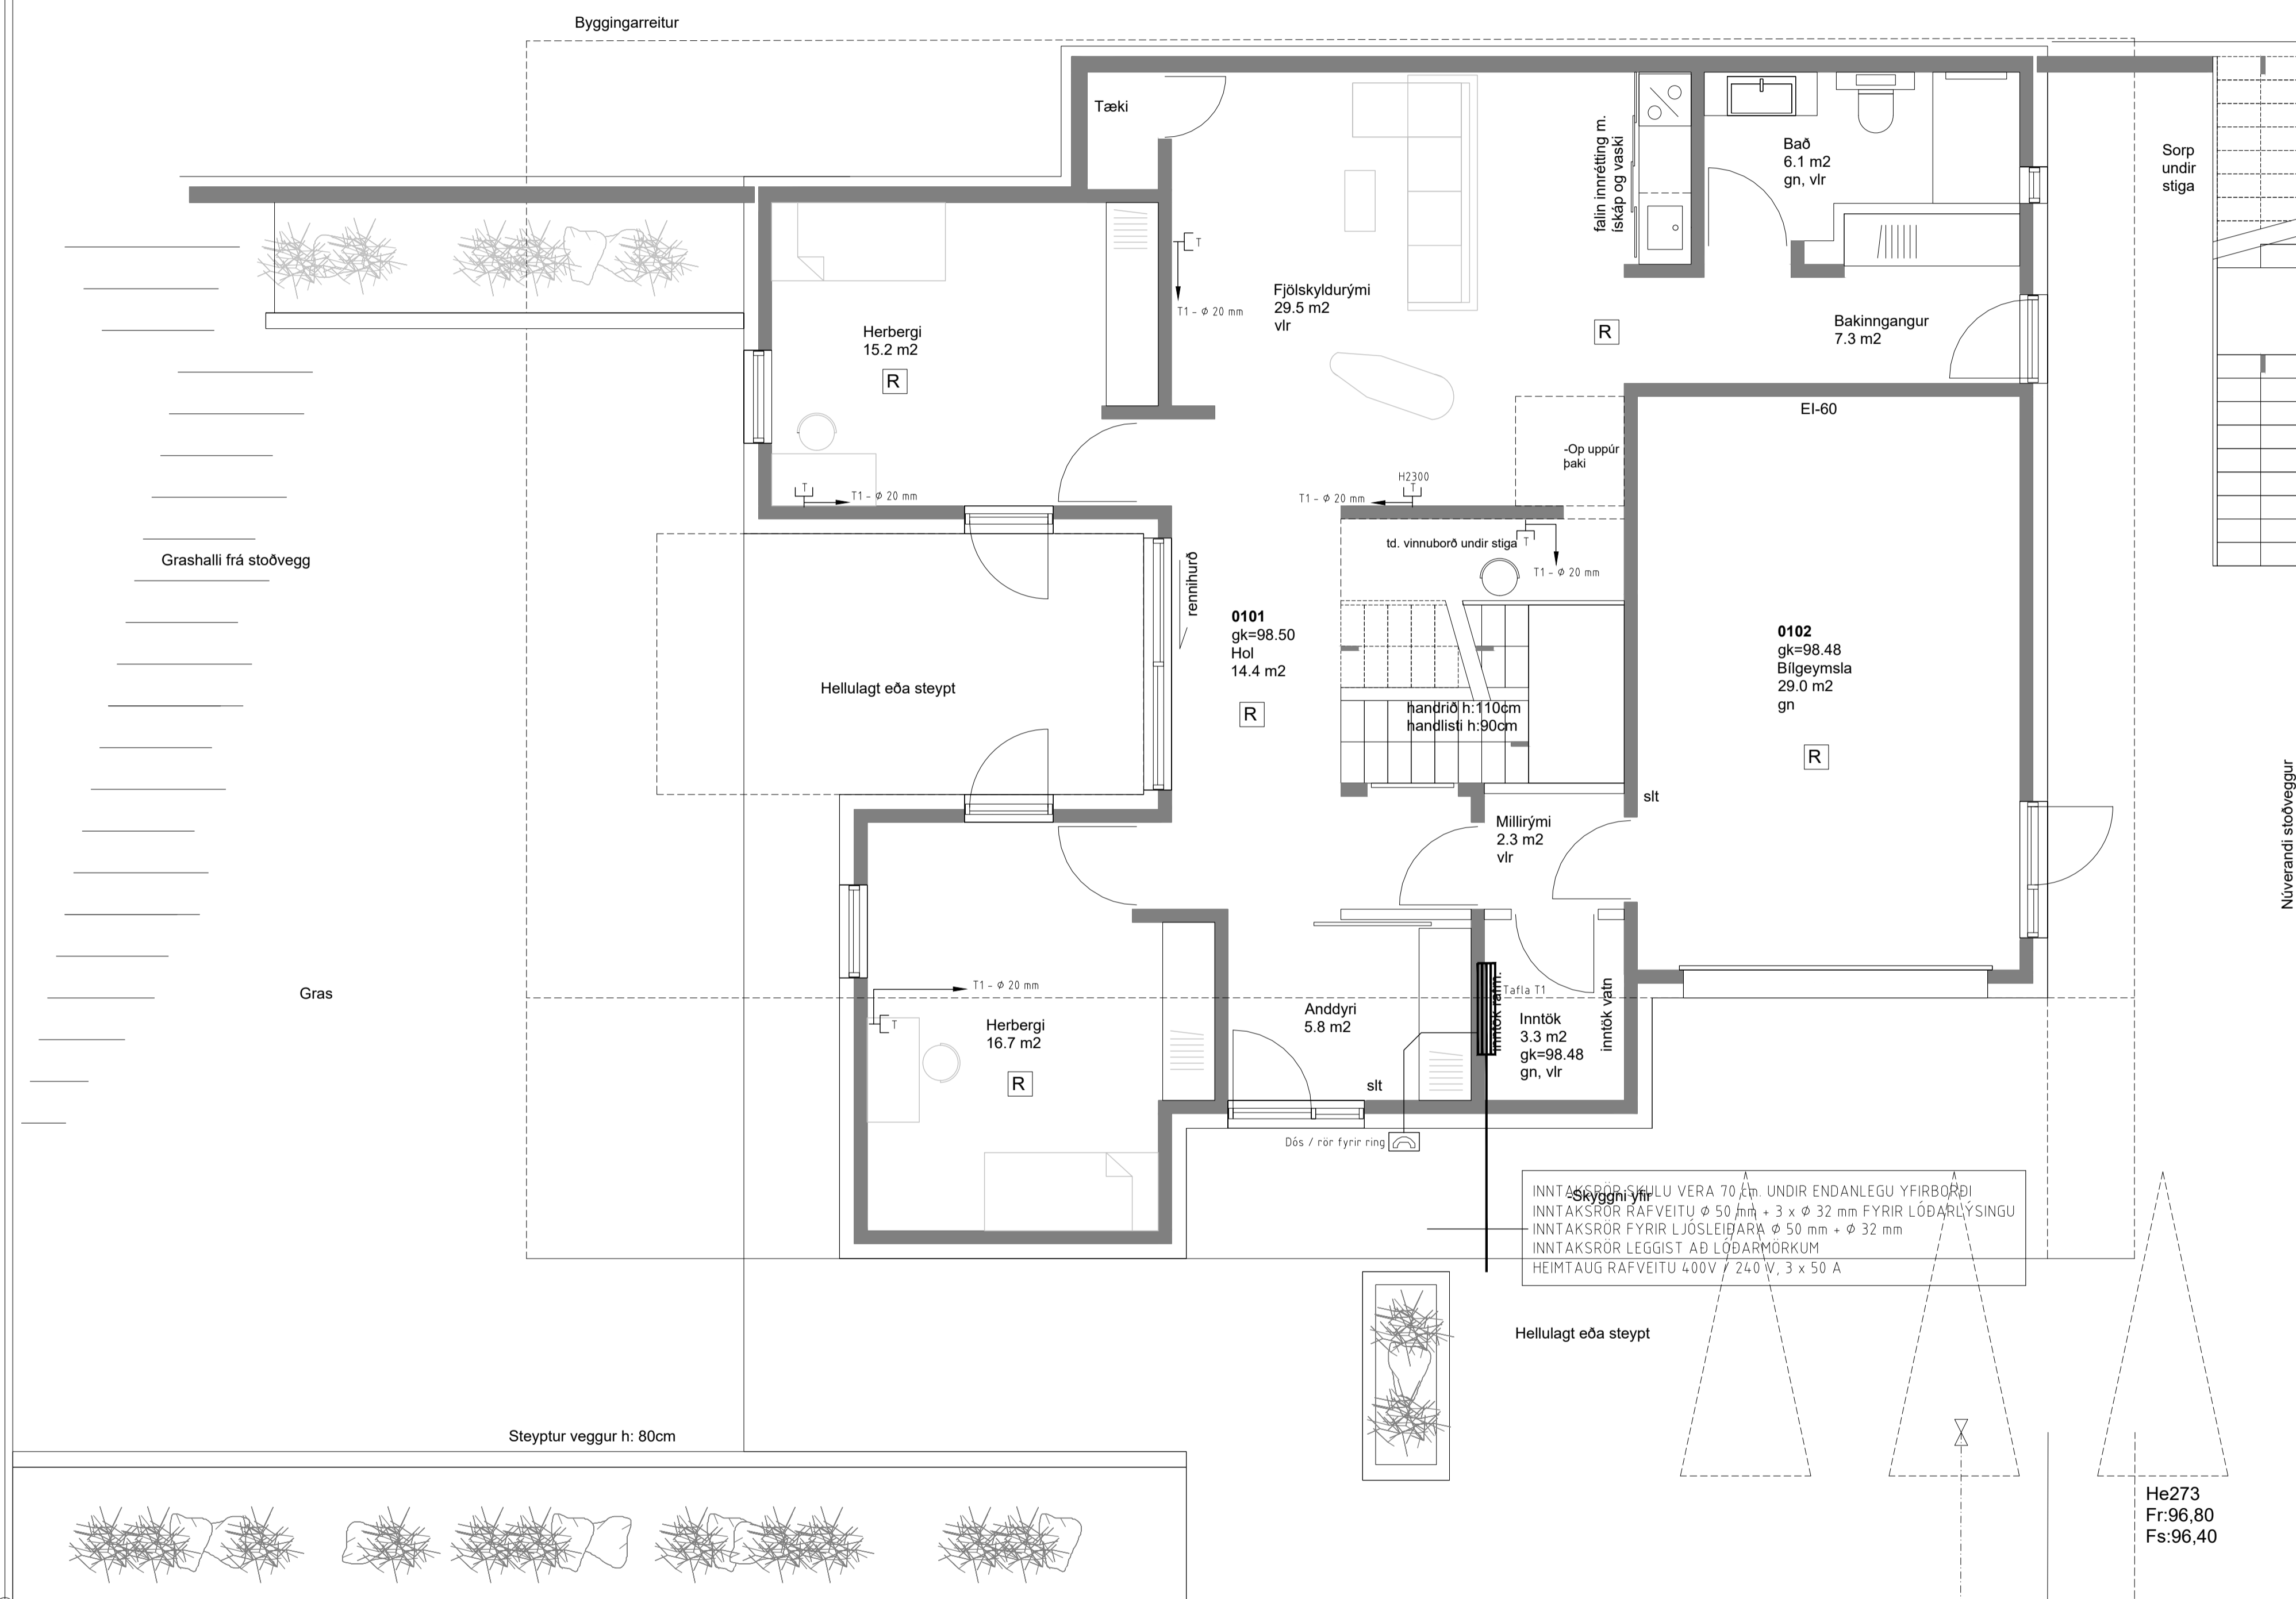 Byggingarreitur
Tæki
falin innrétting m.
ískáp og vaski
Bað
6.1 m2
gn, vlr
Sorp
undir
stiga
T
T1 - ϕ 20 mm
Fjölskyldurými
29.5 m2
vlr
Herbergi
15.2 m2
R
R
Bakinngangur
7.3 m2
EI-60
-Op uppúr
þaki
T
T1 - ϕ 20 mm
H2300
T
T1 - ϕ 20 mm
td. vinnuborð undir stiga
T
T1 - ϕ 20 mm
Grashalli frá stoðvegg
rennihurð
0101
gk=98.50
Hol
14.4 m2
R
0102
gk=98.48
Bílgeymsla
29.0 m2
gn
R
Hellulagt eða steypt
handrið h:110cm
handlisti h:90cm
slt
Núverandi stoðveggur
Millirými
2.3 m2
vlr
Gras
T1 - ϕ 20 mm
T
Herbergi
16.7 m2
R
Anddyri
5.8 m2
slt
inntök rafm.
Tafla T1
Inntök
3.3 m2
gk=98.48
gn, vlr
inntök vatn
Dós / rör fyrir ring
-Skyggni yfir
INNTAKSRÖR SKULU VERA 70 cm. UNDIR ENDANLEGU YFIRBORÐI
INNTAKSRÖR RAFVEITU ϕ 50 mm + 3 x ϕ 32 mm FYRIR LÓÐARLÝSINGU
INNTAKSRÖR FYRIR LJÓSLEIÐARA ϕ 50 mm + ϕ 32 mm
INNTAKSRÖR LEGGIST AÐ LÓÐARMÖRKUM
HEIMTAUG RAFVEITU 400V / 240 V, 3 x 50 A
Hellulagt eða steypt
Steyptur veggur h: 80cm
He273
Fr:96,80
Fs:96,40